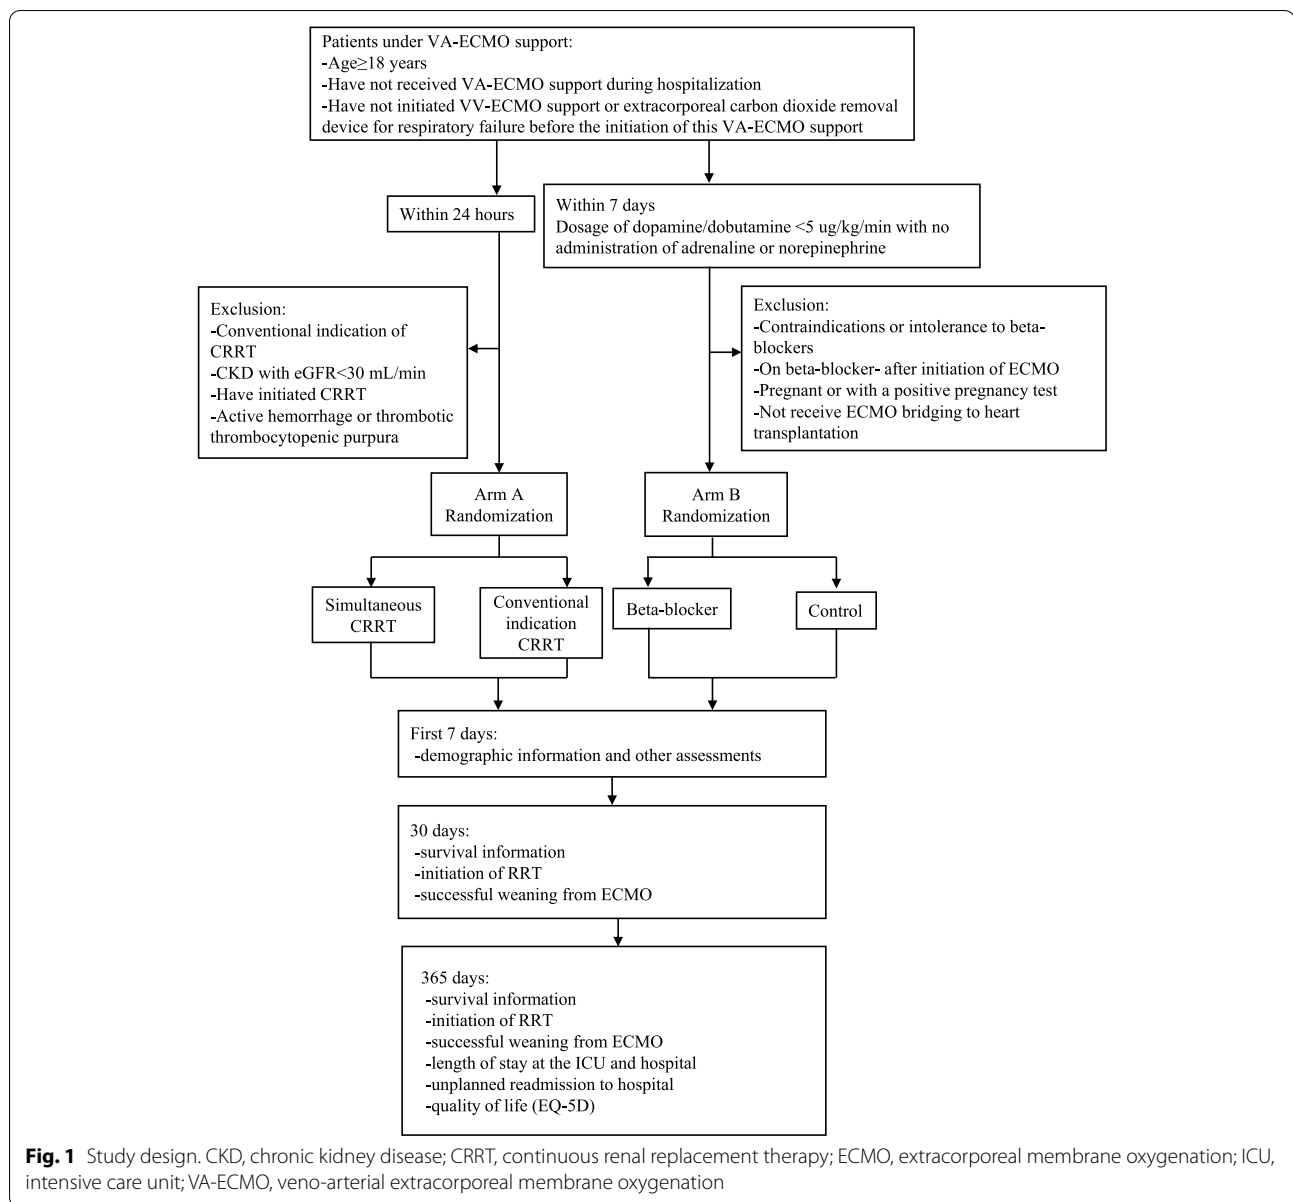 Patients under VA-ECMO support:
-Age≥18 years
-Have not received VA-ECMO support during hospitalization
-Have not initiated VV-ECMO support or extracorporeal carbon dioxide removal
device for respiratory failure before the initiation of this VA-ECMO support
Within 24 hours
Within 7 days
Dosage of dopamine/dobutamine <5 ug/kg/min with no
administration of adrenaline or norepinephrine
Exclusion:
-Conventional indication of
CRRT
-CKD with eGFR<30 mL/min
-Have initiated CRRT
-Active hemorrhage or thrombotic
thrombocytopenic purpura
Exclusion:
-Contraindications or intolerance to beta-
blockers
-On beta-blocker- after initiation of ECMO
-Pregnant or with a positive pregnancy test
-Not receive ECMO bridging to heart
transplantation
Arm A
Randomization
Arm B
Randomization
Simultaneous
CRRT
Conventional
indication
CRRT
Beta-blocker
Control
First 7 days:
-demographic information and other assessments
30 days:
-survival information
-initiation of RRT
-successful weaning from ECMO
365 days:
-survival information
-initiation of RRT
-successful weaning from ECMO
-length of stay at the ICU and hospital
-unplanned readmission to hospital
-quality of life (EQ-5D)
Fig. 1 Study design. CKD, chronic kidney disease; CRRT, continuous renal replacement therapy; ECMO, extracorporeal membrane oxygenation; ICU,
intensive care unit; VA-ECMO, veno-arterial extracorporeal membrane oxygenation